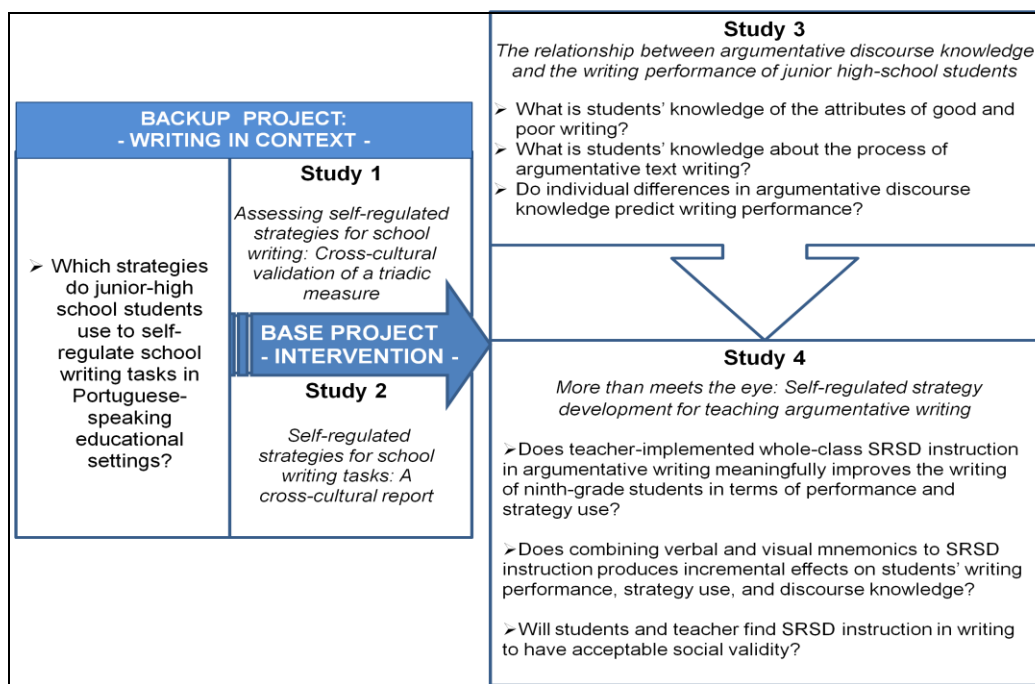 BACKUP PROJECT:
- WRITING IN CONTEXT -
➢ Which strategies
do junior-high
school students
use to self-
regulate school
writing tasks in
Portuguese-
speaking
educational
settings?
Study 1
Assessing self-regulated
strategies for school
writing: Cross-cultural
validation of a triadic
measure
BASE PROJECT
- INTERVENTION -
Study 2
Self-regulated
strategies for school
writing tasks: A
cross-cultural report
Study 3
The relationship between argumentative discourse knowledge
and the writing performance of junior high-school students
➢ What is students’ knowledge of the attributes of good and
poor writing?
➢ What is students’ knowledge about the process of
argumentative text writing?
➢ Do individual differences in argumentative discourse
knowledge predict writing performance?
Study 4
More than meets the eye: Self-regulated strategy
development for teaching argumentative writing
➢Does teacher-implemented whole-class SRSD instruction
in argumentative writing meaningfully improves the writing
of ninth-grade students in terms of performance and
strategy use?
➢Does combining verbal and visual mnemonics to SRSD
instruction produces incremental effects on students’ writing
performance, strategy use, and discourse knowledge?
➢Will students and teacher find SRSD instruction in writing
to have acceptable social validity?